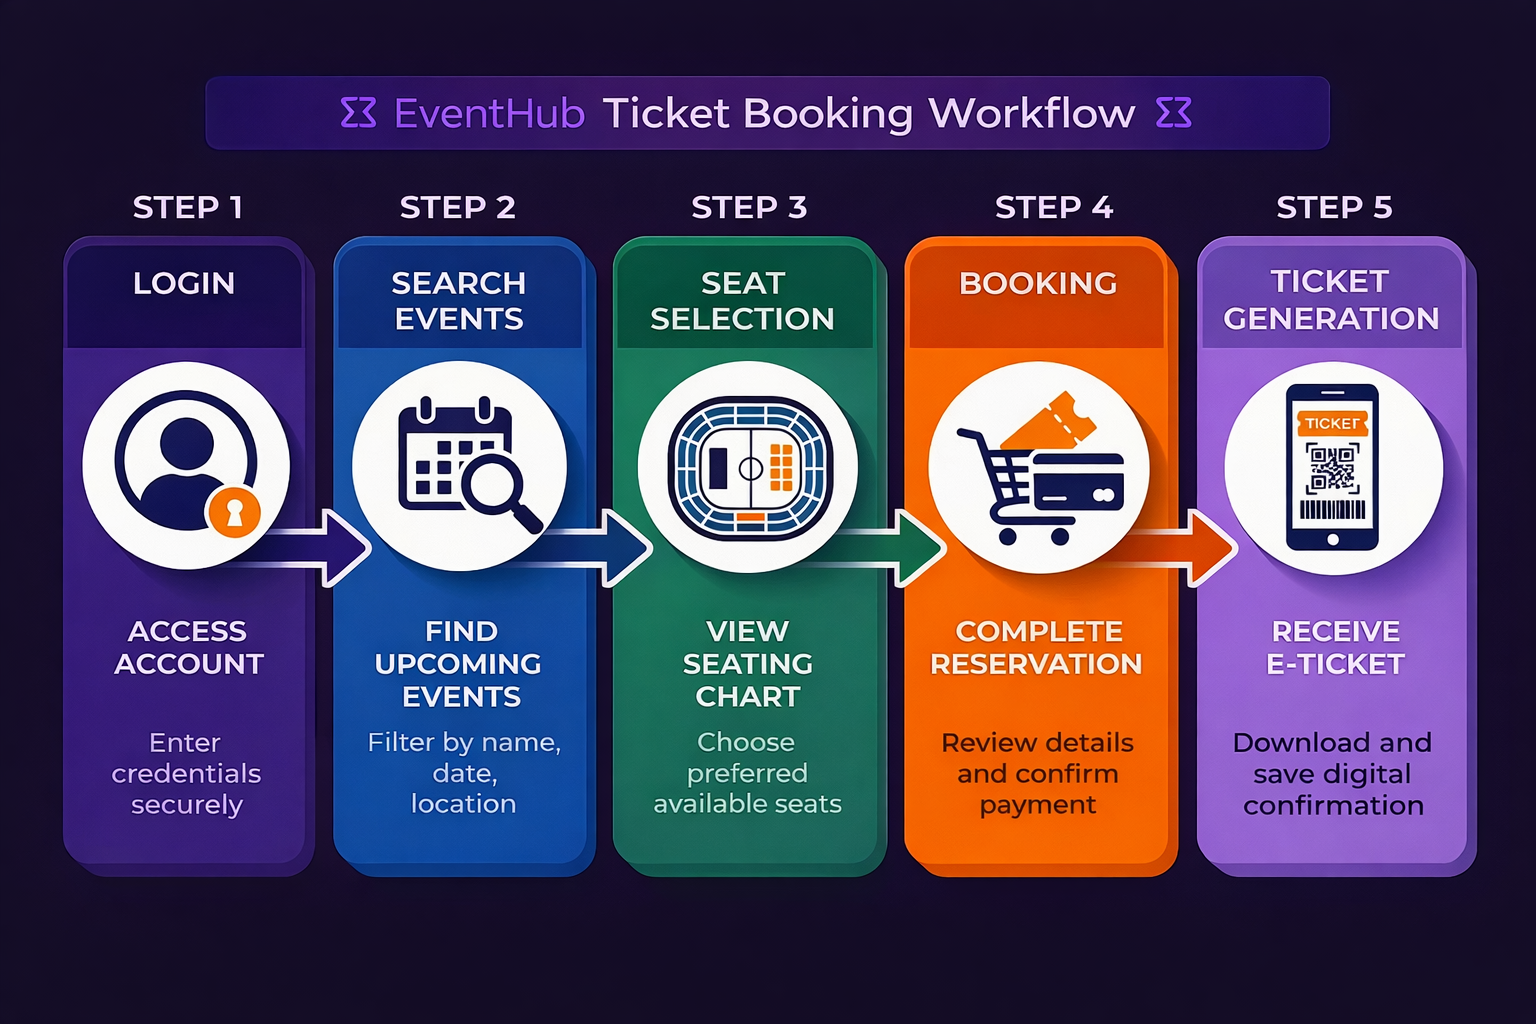 EventHub Ticket Booking Workflow
STEP 1
LOGIN
ACCESS
ACCOUNT
Enter
credentials
securely
STEP 2
SEARCH
EVENTS
FIND
UPCOMING
EVENTS
Filter by name,
date,
location
STEP 3
SEAT
SELECTION
VIEW
SEATING
CHART
Choose
preferred
available seats
STEP 4
BOOKING
COMPLETE
RESERVATION
Review details
and confirm
payment
STEP 5
TICKET
GENERATION
TICKET
RECEIVE
E-TICKET
Download and
save digital
confirmation